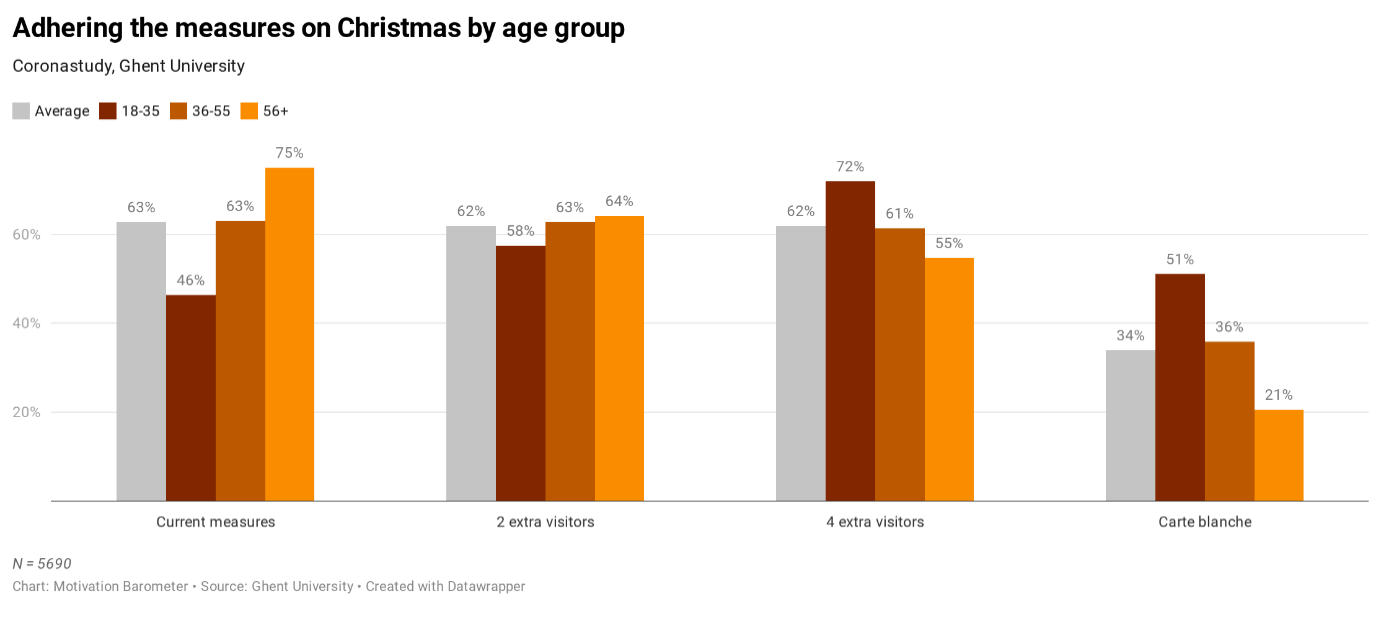 Adhering the measures on Christmas by age group
Coronastudy, Ghent University
Average 18-35 36-55 56+
75%
72%
63% 63% 62% 63% 64% 62% 61%
58% 55%
60%
51%
46%
40%
34% 36%
21%
20%
Current measures 2 extra visitors 4 extra visitors Carte blanche
N = 5690
Chart: Motivation Barometer • Source: Ghent University • Created with Datawrapper